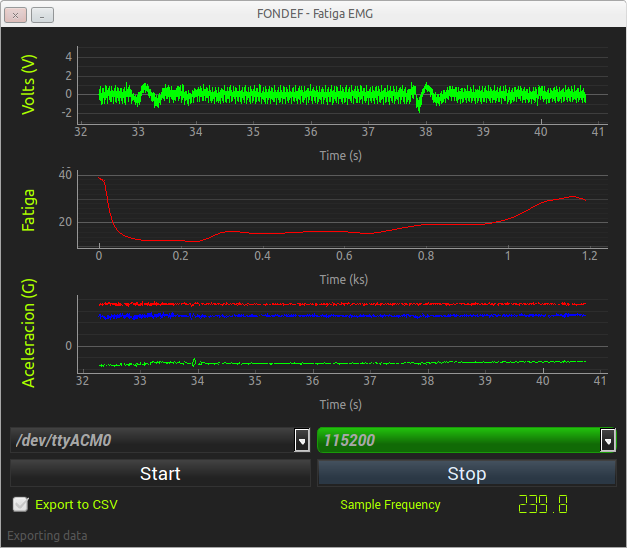 FONDEF - Fatiga EMG
Volts (V)
4
2
0
-2
32 33 34 35 36 37 38 39 40 41
Time (s)
Fatiga
40
20
0 0.2 0.4 0.6 0.8 1 1.2
Time (ks)
Aceleracion (G)
0
32 33 34 35 36 37 38 39 40 41
Time (s)
/dev/ttyACM0 115200
Start Stop
Export to CSV Sample Frequency 239.8
Exporting data